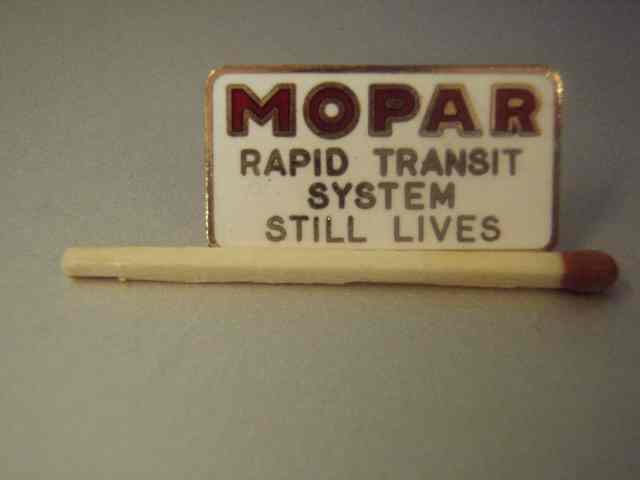 MOPAR
RAPID TRANSIT
SYSTEM
STILL LIVES